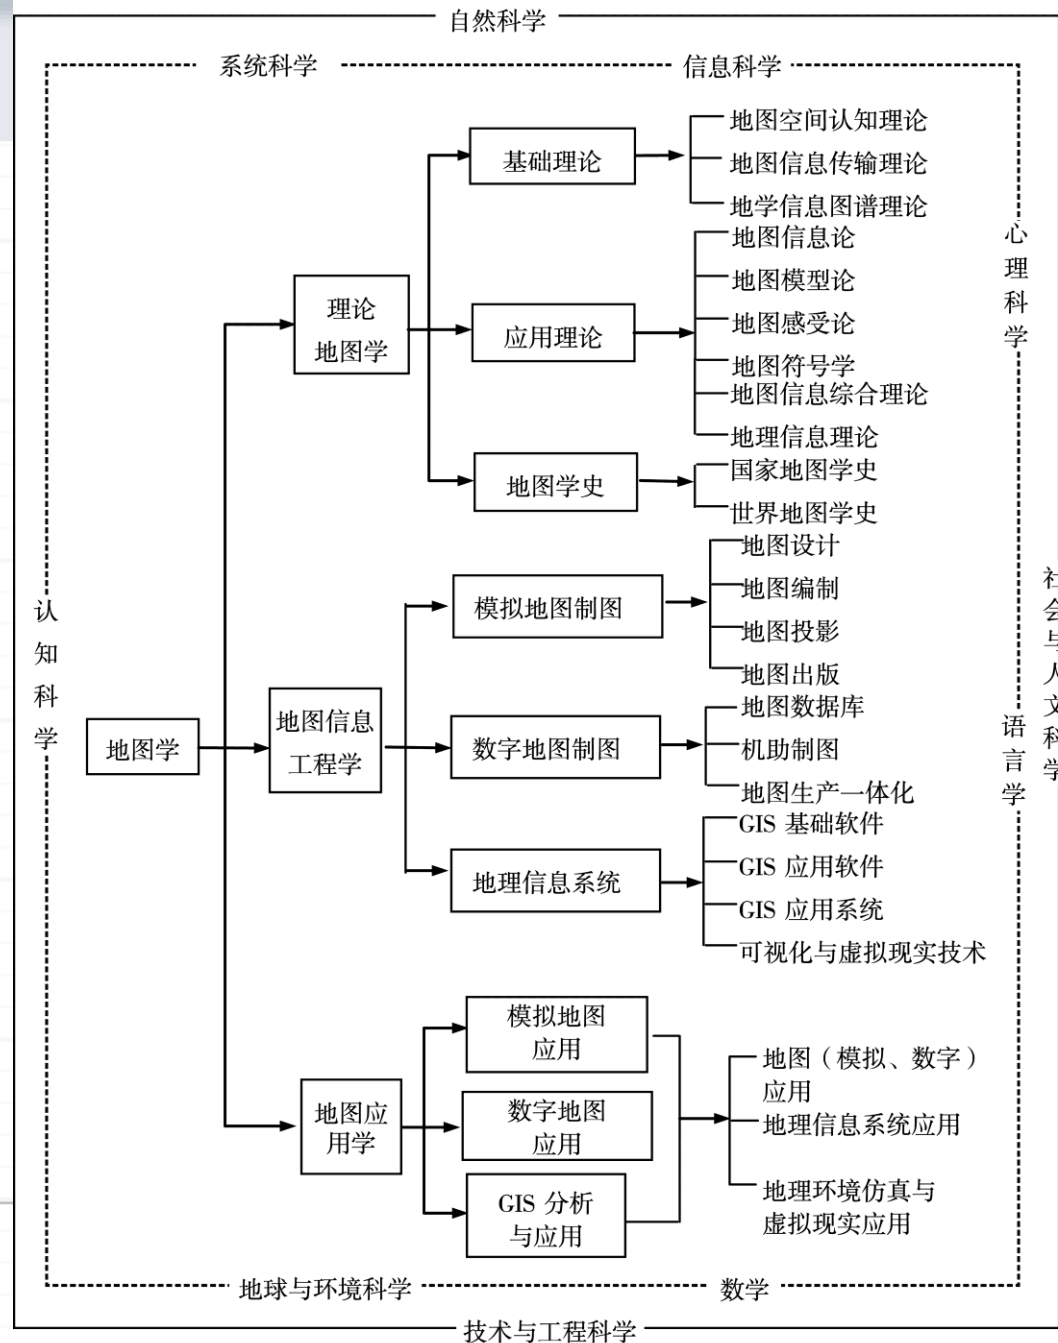 自然科学
系统科学
信息科学
地图空间认知理论
基础理论
地图信息传输理论
地学信息图谱理论
心理科学
地图信息论
地图模型论
理论
地图学
应用理论
地图感受论
地图符号学
地图信息综合理论
地理信息理论
地图学史
国家地图学史
世界地图学史
认知科学
社会与人文科学
地图设计
模拟地图制图
地图编制
地图投影
地图出版
地图学
地图信息
工程学
数字地图制图
地图数据库
机助制图
地图生产一体化
语言学
地理信息系统
GIS 基础软件
GIS 应用软件
GIS 应用系统
可视化与虚拟现实技术
地图应
用学
模拟地图
应用
数字地图
应用
GIS 分析
与应用
地图（模拟、数字）
应用
地理信息系统应用
地理环境仿真与
虚拟现实应用
地球与环境科学
数学
技术与工程科学